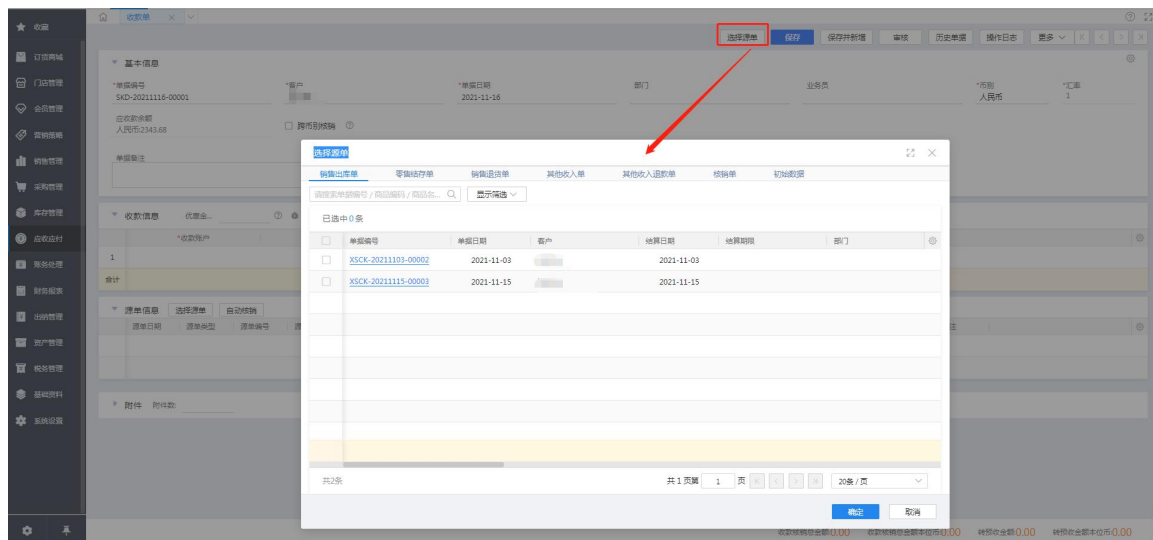 收藏
订货商城
门店管理
会员管理
营销策略
销售管理
采购管理
库存管理
应收应付
账务处理
财务报表
出纳管理
资产管理
税务管理
基础资料
系统设置
收款单
选择源单 保存 保存并新增 审核 历史单据 操作日志 更多
基本信息
*单据编号 *客户 *单据日期 部门 业务员 *币别 *汇率
SKD-20211116-00001 2021-11-16 人民币 1
应收款余额
人民币:2343.68 跨币别核销
单据备注
收款信息 优惠金...
*收款账户
1
合计
源单信息 选择源单 自动核销
源单日期 源单类型 源单编号 源
注
附件 附件数:
选择源单
销售出库单 零售结存单 销售退货单 其他收入单 其他收入退款单 核销单 初始数据
请搜索单据编号 / 商品编码 / 商品名... 显示筛选
已选中 0 条
单据编号 单据日期 客户 结算日期 结算期限 部门
XSCK-20211103-00002 2021-11-03 2021-11-03
XSCK-20211115-00003 2021-11-15 2021-11-15
共2条 共 1 页第 1 页 20条 / 页
确定 取消
收款核销总金额:0.00 收款核销总金额本位币:0.00 转预收金额:0.00 转预收金额本位币:0.00